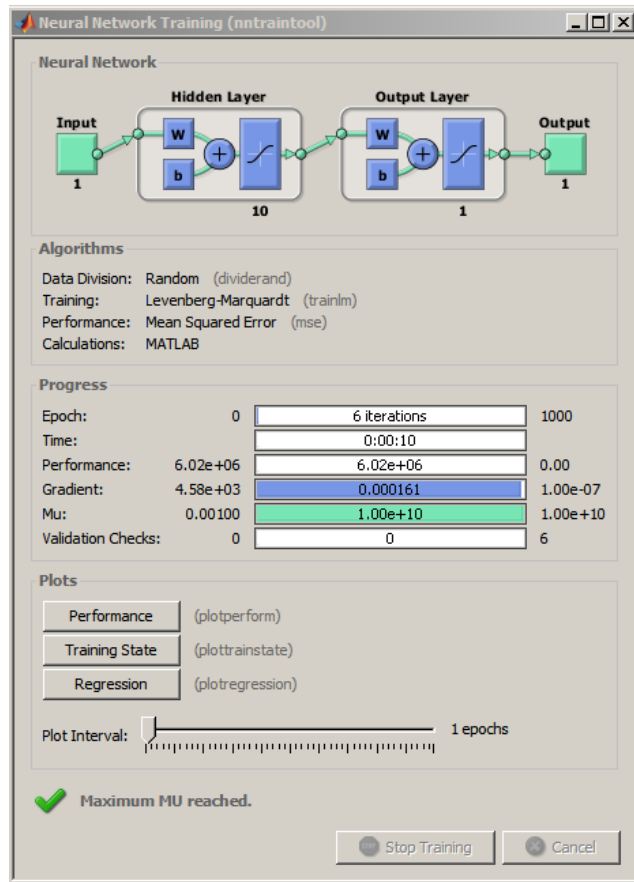 Neural Network Training (nntraintool)
Neural Network
Hidden Layer Output Layer
Input Output
W W
b b
1 1
10 1
Algorithms
Data Division: Random (dividerand)
Training: Levenberg-Marquardt (trainlm)
Performance: Mean Squared Error (mse)
Calculations: MATLAB
Progress
Epoch: 0 6 iterations 1000
Time: 0:00:10
Performance: 6.02e+06 6.02e+06 0.00
Gradient: 4.58e+03 0.000161 1.00e-07
Mu: 0.00100 1.00e+10 1.00e+10
Validation Checks: 0 0 6
Plots
Performance (plotperform)
Training State (plottrainstate)
Regression (plotregression)
Plot Interval: 1 epochs
Maximum MU reached.
Stop Training Cancel